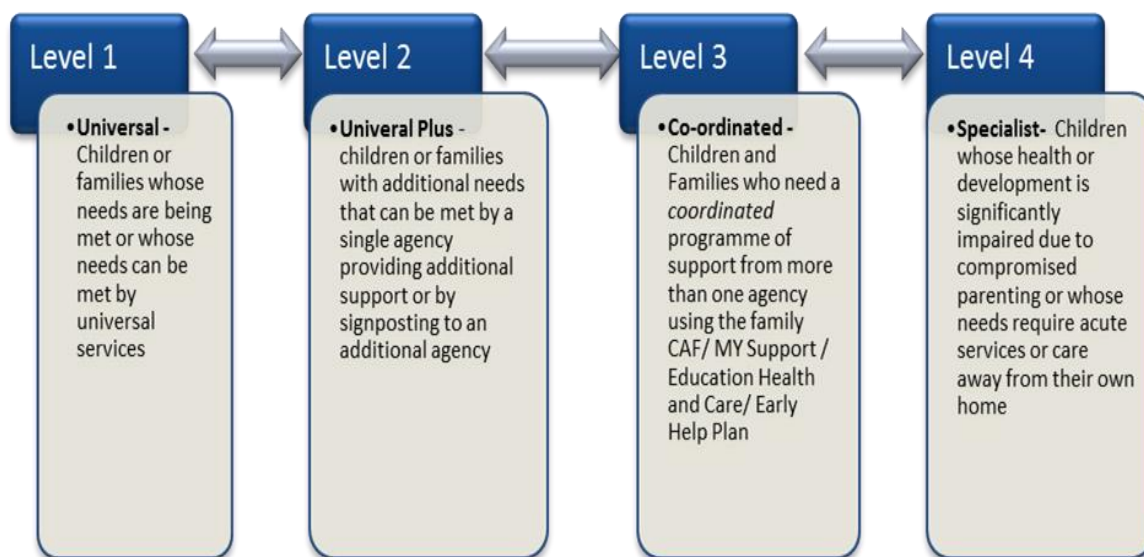 Level 1
•Universal -
Children or
families whose
needs are being
met or whose
needs can be
met by
universal
services
Level 2
•Univeral Plus -
children or families
with additional needs
that can be met by a
single agency
providing additional
support or by
signposting to an
additional agency
Level 3
•Co-ordinated -
Children and
Families who need a
coordinated
programme of
support from more
than one agency
using the family
CAF/ MY Support /
Education Health
and Care/ Early
Help Plan
Level 4
•Specialist- Children
whose health or
development is
significantly
impaired due to
compromised
parenting or whose
needs require acute
services or care
away from their own
home